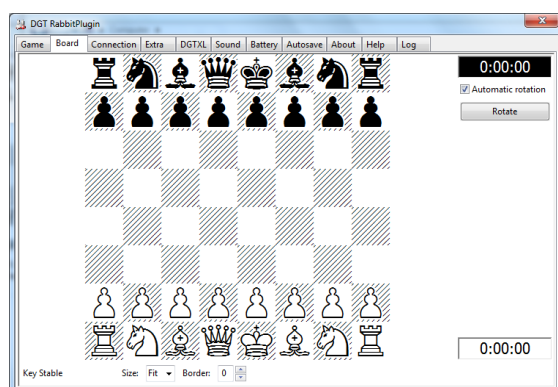 DGT RabbitPlugin
Game Board Connection Extra DGTXL Sound Battery Autosave About Help Log
0:00:00
Automatic rotation
Rotate
0:00:00
Key Stable Size: Fit Border: 0